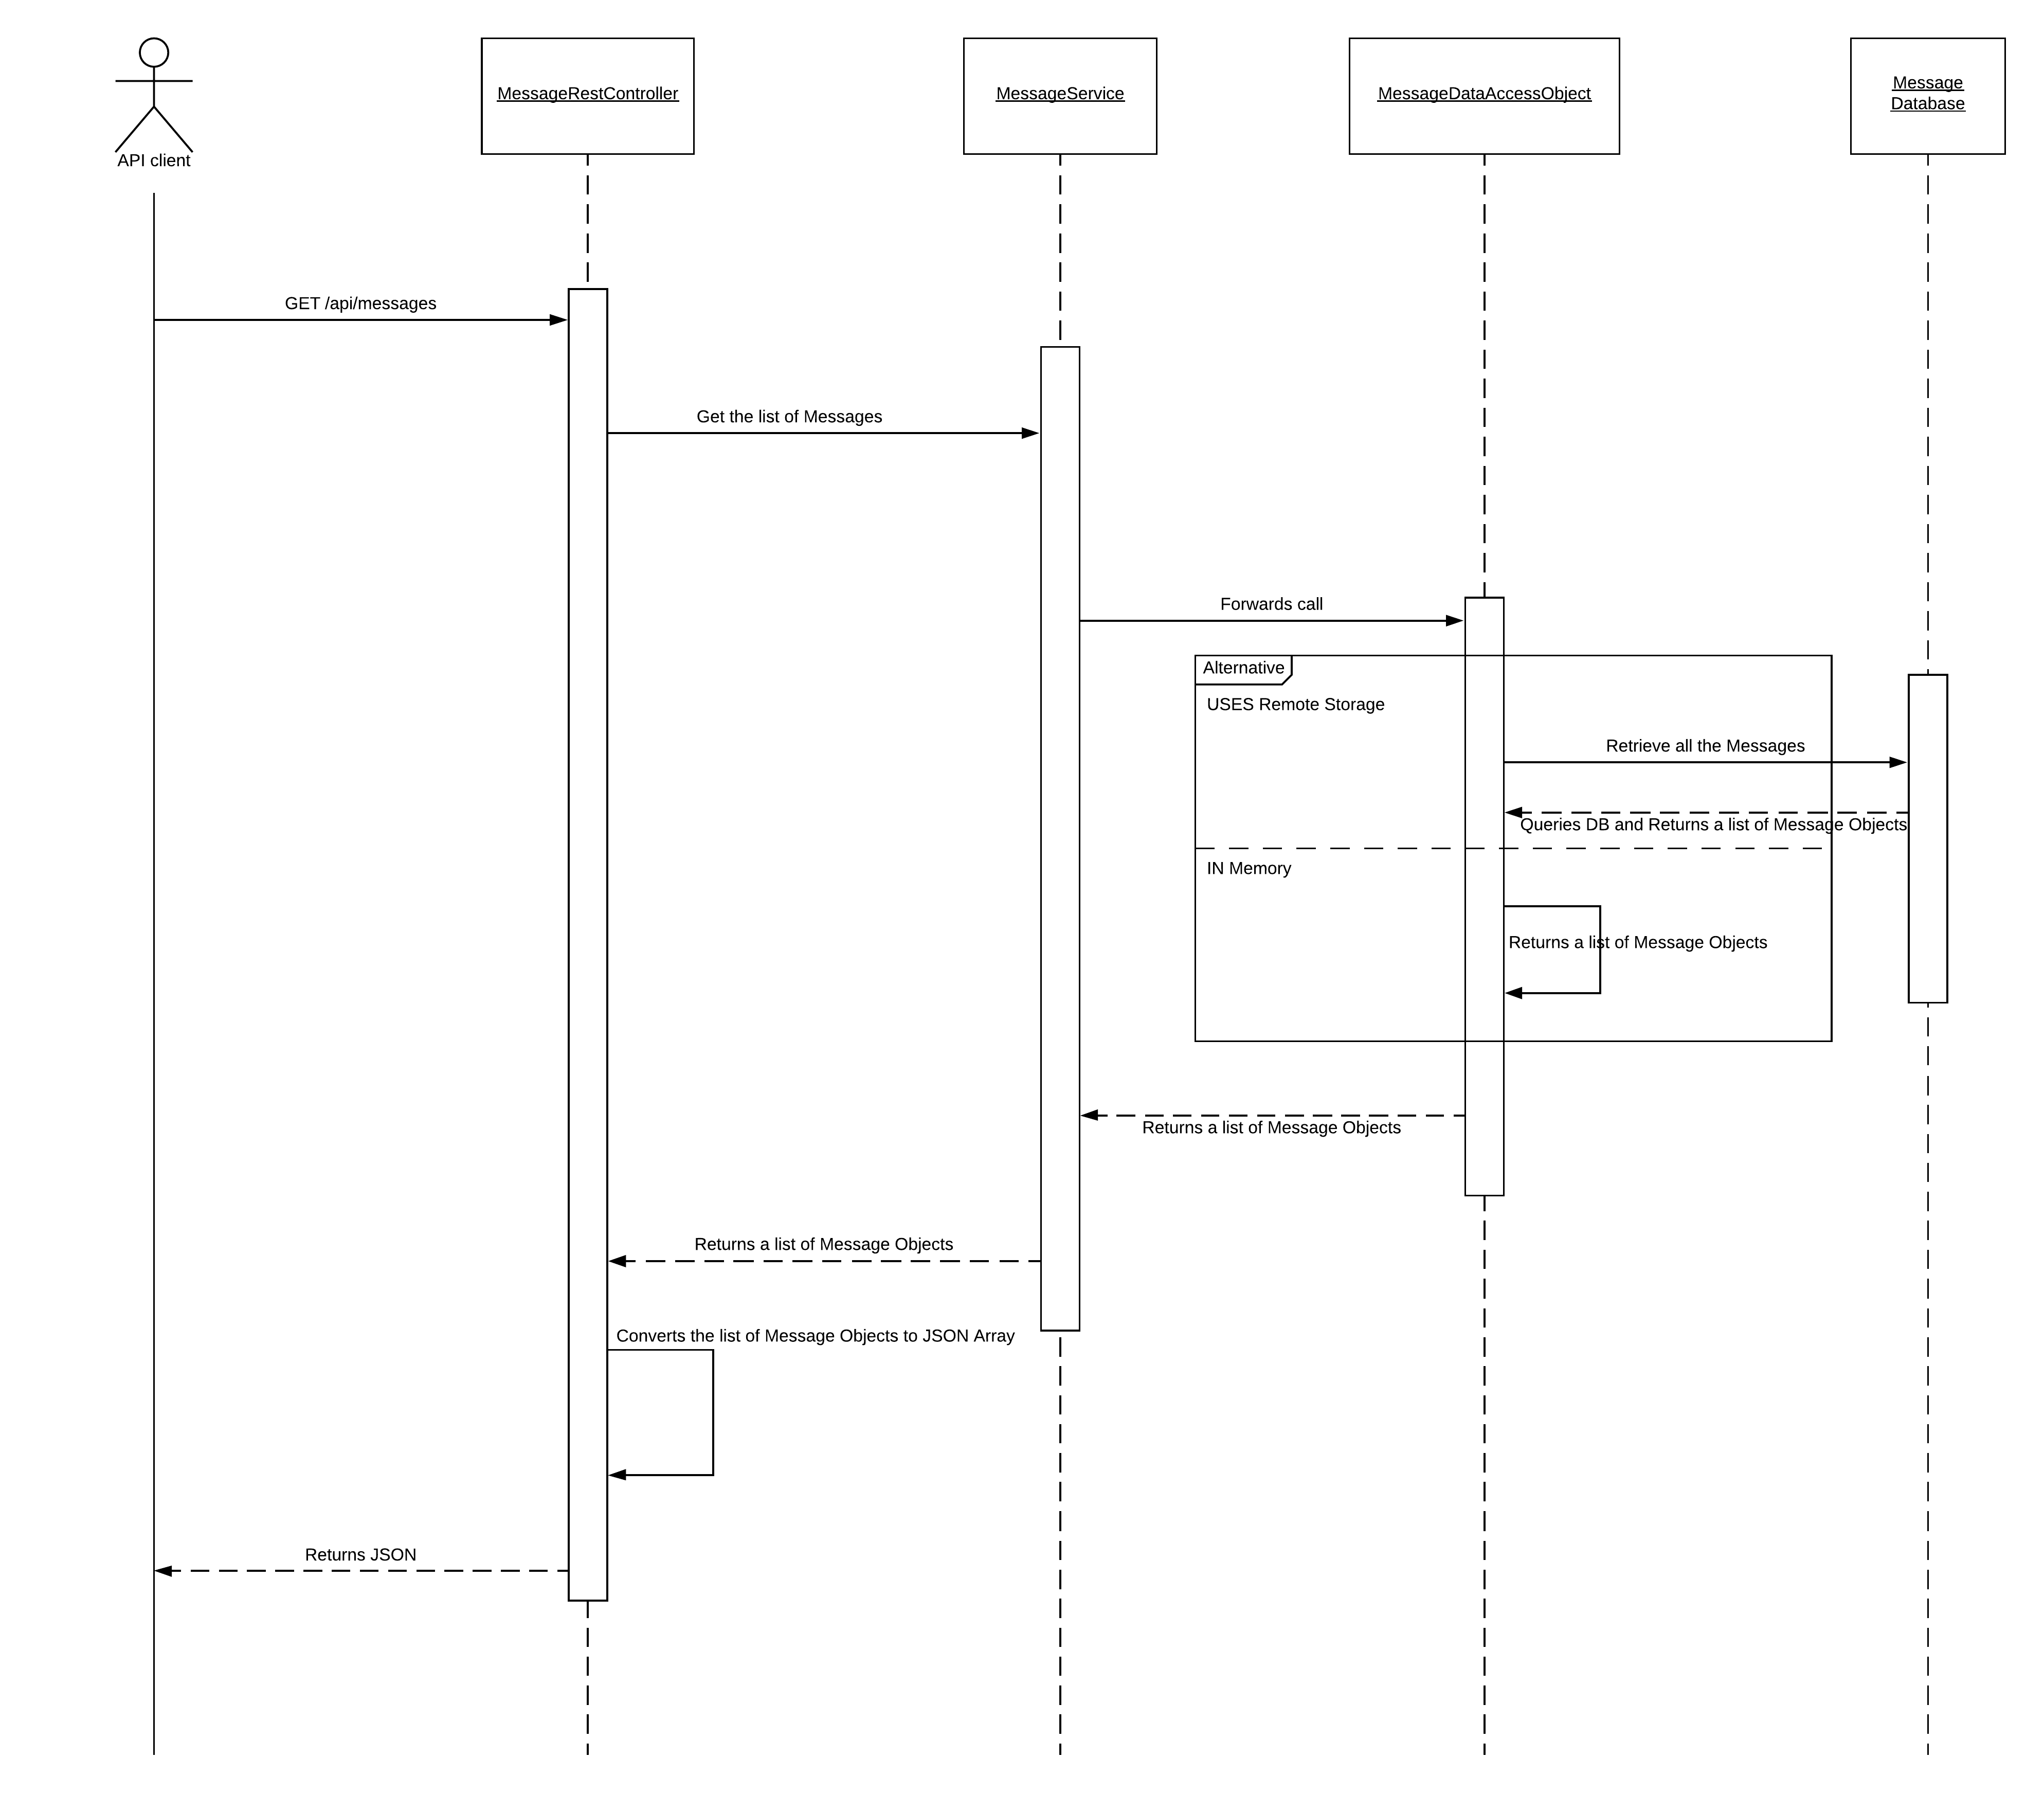 API client
MessageRestController
MessageService
MessageDataAccessObject
Message
Database
GET /api/messages
Get the list of Messages
Forwards call
Alternative
USES Remote Storage
Retrieve all the Messages
Queries DB and Returns a list of Message Objects
IN Memory
Returns a list of Message Objects
Returns a list of Message Objects
Returns a list of Message Objects
Converts the list of Message Objects to JSON Array
Returns JSON